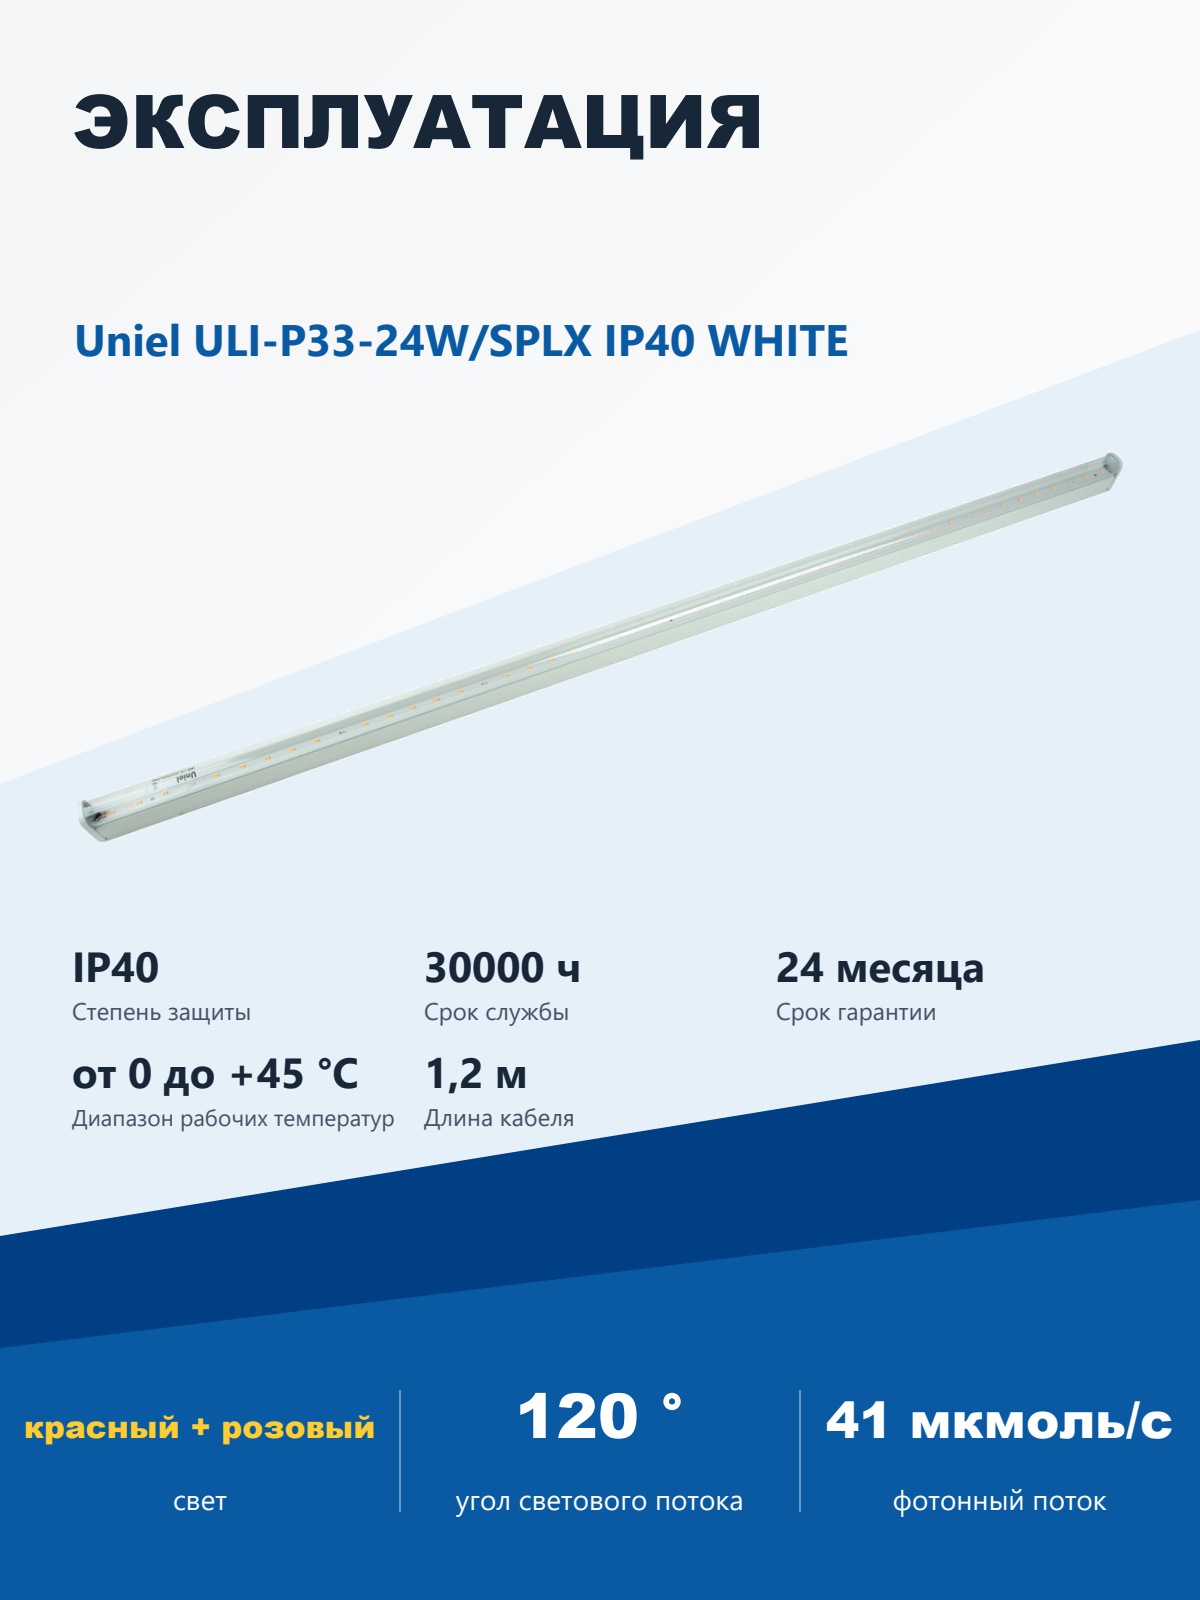 ЭКСПЛУАТАЦИЯ
Uniel ULI-P33-24W/SPLX IP40 WHITE
Uniel
IP40
Степень защиты
30000 ч
Срок службы
24 месяца
Срок гарантии
от 0 до +45 °C
Диапазон рабочих температур
1,2 м
Длина кабеля
красный + розовый
свет
120 °
угол светового потока
41 мкмоль/с
фотонный поток